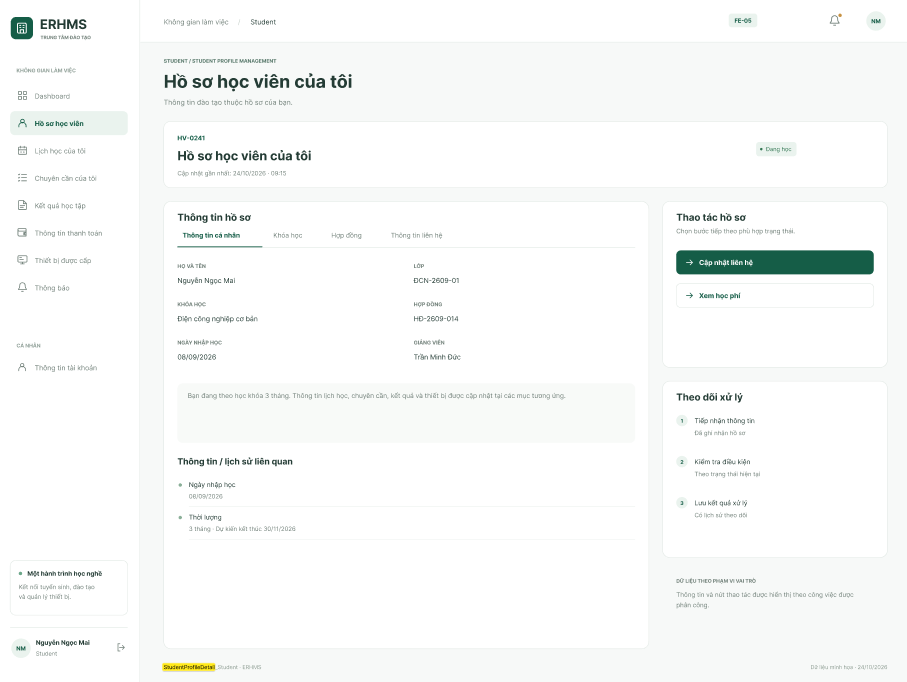 ERHMS
TRUNG TÂM ĐÀO TẠO
KHÔNG GIAN LÀM VIỆC
Dashboard
Hồ sơ học viên
Lịch học của tôi
Chuyên cần của tôi
Kết quả học tập
Thông tin thanh toán
Thiết bị được cấp
Thông báo
CÁ NHÂN
Thông tin tài khoản
Một hành trình học nghề
Kết nối tuyển sinh, đào tạo
và quản lý thiết bị.
NM
Nguyễn Ngọc Mai
Student
Không gian làm việc / Student
FE-05
NM
STUDENT / STUDENT PROFILE MANAGEMENT
Hồ sơ học viên của tôi
Thông tin đào tạo thuộc hồ sơ của bạn.
HV-0241
Hồ sơ học viên của tôi
Cập nhật gần nhất: 24/10/2026 · 09:15
Đang học
Thông tin hồ sơ
Thông tin cá nhân Khóa học Hợp đồng Thông tin liên hệ
HỌ VÀ TÊN
Nguyễn Ngọc Mai
LỚP
ĐCN-2609-01
KHÓA HỌC
Điện công nghiệp cơ bản
HỢP ĐỒNG
HĐ-2609-014
NGÀY NHẬP HỌC
08/09/2026
GIẢNG VIÊN
Trần Minh Đức
Bạn đang theo học khóa 3 tháng. Thông tin lịch học, chuyên cần, kết quả và thiết bị được cập nhật tại các mục tương ứng.
Thông tin / lịch sử liên quan
Ngày nhập học
08/09/2026
Thời lượng
3 tháng · Dự kiến kết thúc 30/11/2026
Thao tác hồ sơ
Chọn bước tiếp theo phù hợp trạng thái.
→ Cập nhật liên hệ
→ Xem học phí
Theo dõi xử lý
1 Tiếp nhận thông tin
Đã ghi nhận hồ sơ
2 Kiểm tra điều kiện
Theo trạng thái hiện tại
3 Lưu kết quả xử lý
Có lịch sử theo dõi
DỮ LIỆU THEO PHẠM VI VAI TRÒ
Thông tin và nút thao tác được hiển thị theo công việc được
phân công.
StudentProfileDetail_Student · ERHMS
Dữ liệu minh họa · 24/10/2026